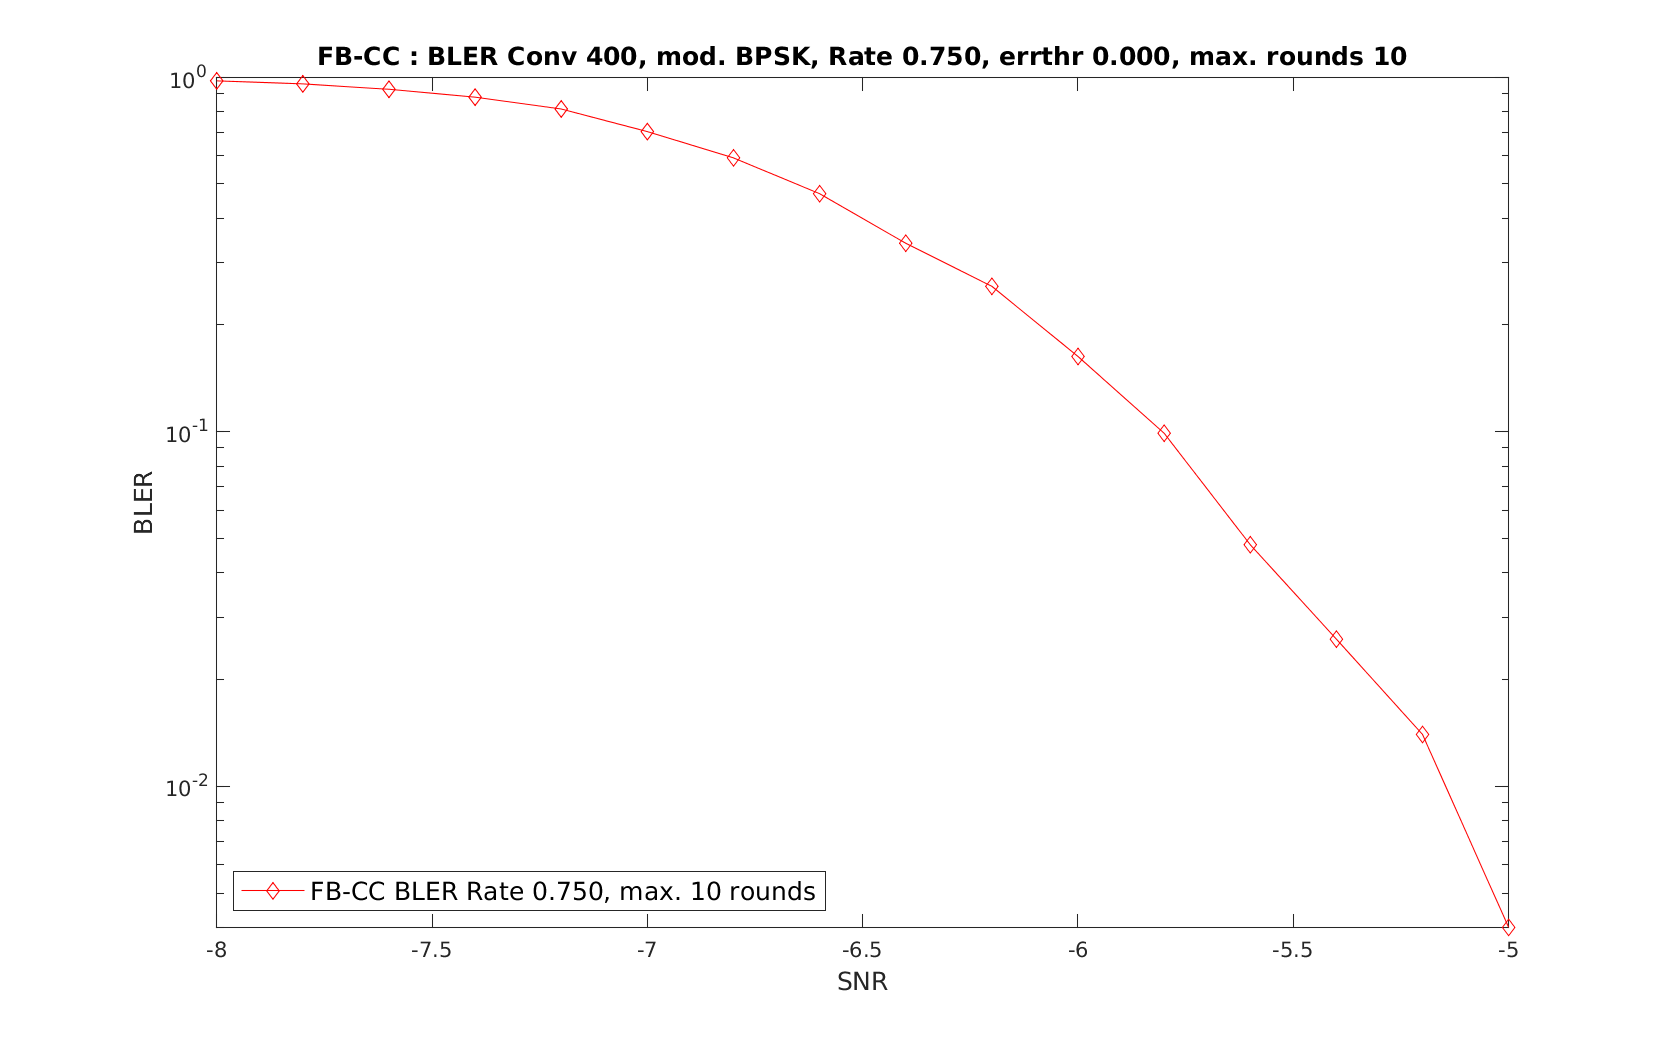 FB-CC : BLER Conv 400, mod. BPSK, Rate 0.750, errthr 0.000, max. rounds 10
10^0
10^-1
10^-2
BLER
FB-CC BLER Rate 0.750, max. 10 rounds
-8 -7.5 -7 -6.5 -6 -5.5 -5
SNR